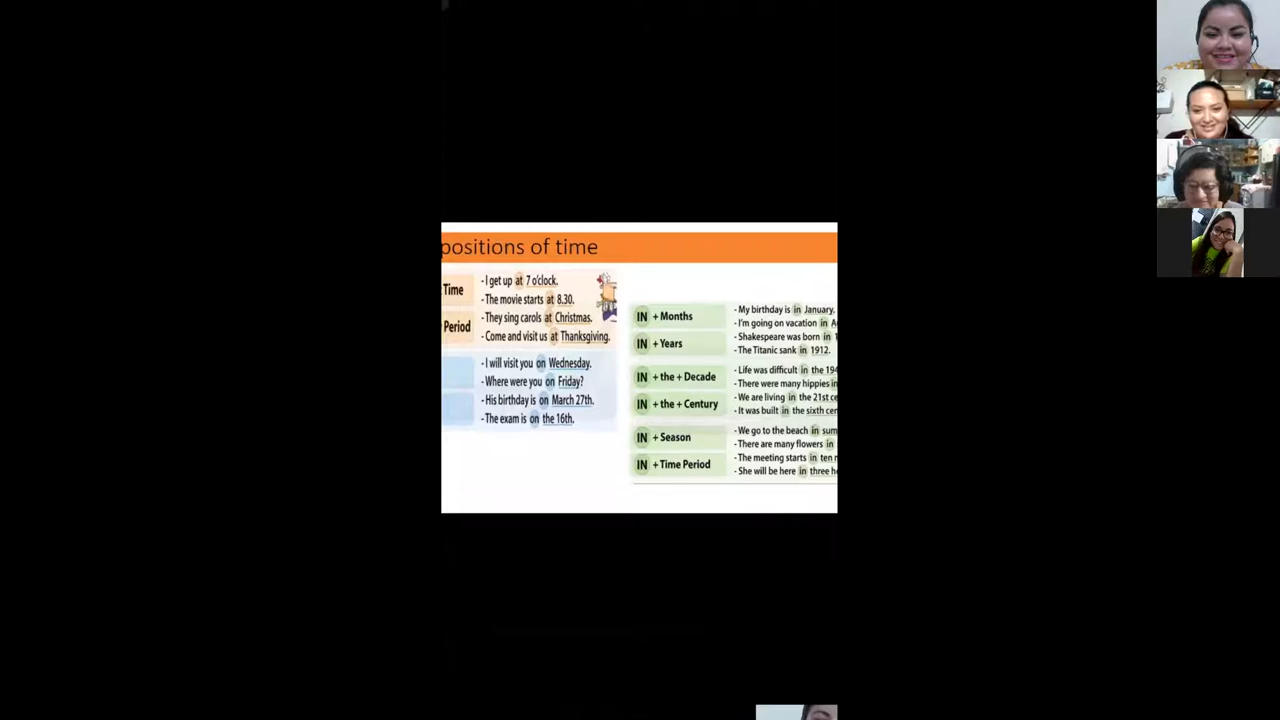 positions of time
Time
- I get up at 7 o'clock.
- The movie starts at 8.30.
Period
- They sing carols at Christmas.
- Come and visit us at Thanksgiving.
- I will visit you on Wednesday.
- Where were you on Friday?
- His birthday is on March 27th.
- The exam is on the 16th.
IN + Months
- My birthday is in January.
- I'm going on vacation in A
IN + Years
- Shakespeare was born in 1
- The Titanic sank in 1912.
IN + the + Decade
- Life was difficult in the 194
- There were many hippies in
IN + the + Century
- We are living in the 21st ce
- It was built in the sixth cen
IN + Season
- We go to the beach in sum
- There are many flowers in
IN + Time Period
- The meeting starts in ten
- She will be here in three